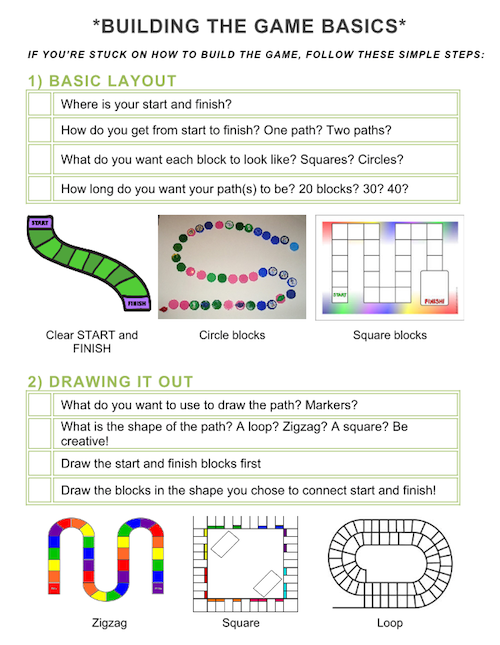 *BUILDING THE GAME BASICS*
IF YOU'RE STUCK ON HOW TO BUILD THE GAME, FOLLOW THESE SIMPLE STEPS:
1) BASIC LAYOUT
Where is your start and finish?
How do you get from start to finish? One path? Two paths?
What do you want each block to look like? Squares? Circles?
How long do you want your path(s) to be? 20 blocks? 30? 40?
START
FINISH
START
FINISH!
Clear START and
FINISH
Circle blocks
Square blocks
2) DRAWING IT OUT
What do you want to use to draw the path? Markers?
What is the shape of the path? A loop? Zigzag? A square? Be
creative!
Draw the start and finish blocks first
Draw the blocks in the shape you chose to connect start and finish!
Zigzag
Square
Loop